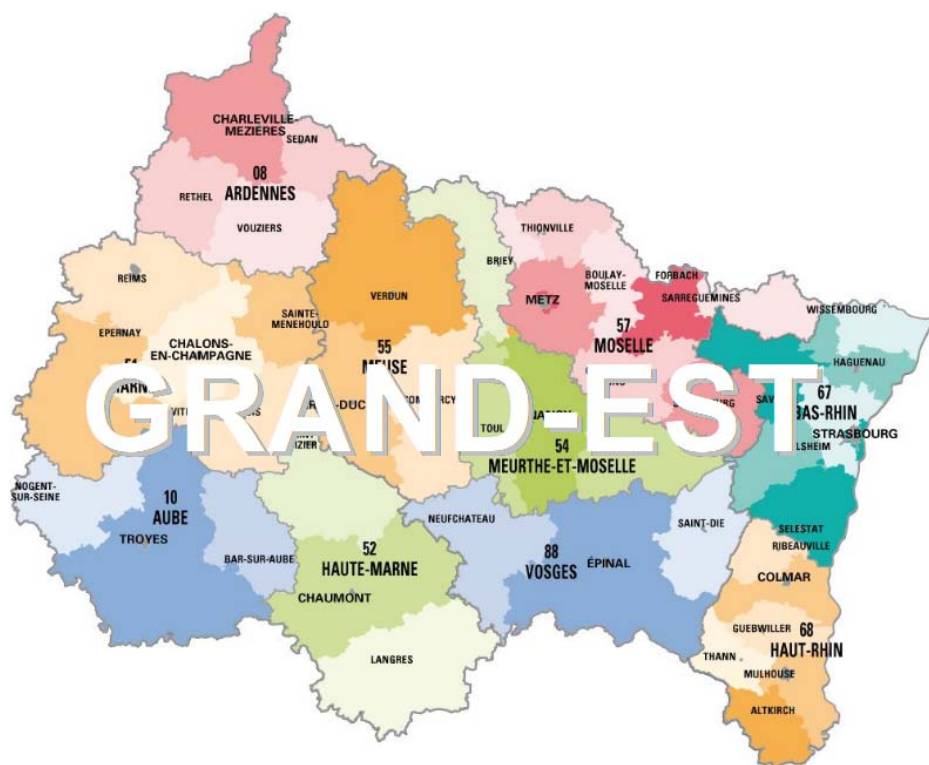 CHARLEVILLE-
MEZIÈRES
SEDAN
08
ARDENNES
RETHEL
VOUZIERS
REIMS
EPERNAY
SAINTE-
MENEHOULD
CHALONS-
EN-CHAMPAGNE
VERDUN
55
MEUSE
BRIEY
THIONVILLE
BOULAY-
MOSELLE
FORBACH
METZ
SARREGUEMINES
57
MOSELLE
WISSEMBOURG
HAGUENAU
67
BAS-RHIN
STRASBOURG
GRAND-EST
TOUL
54
MEURTHE-ET-MOSELLE
NOGENT-
SUR-SEINE
10
AUBE
TROYES
BAR-SUR-AUBE
52
HAUTE-MARNE
CHAUMONT
LANGRES
NEUFCHATEAU
88
VOSGES
ÉPINAL
SAINT-DIE
SELESTAT
RIBEAUVILLE
COLMAR
GUEBWILLER
68
HAUT-RHIN
THANN
MULHOUSE
ALTKIRCH